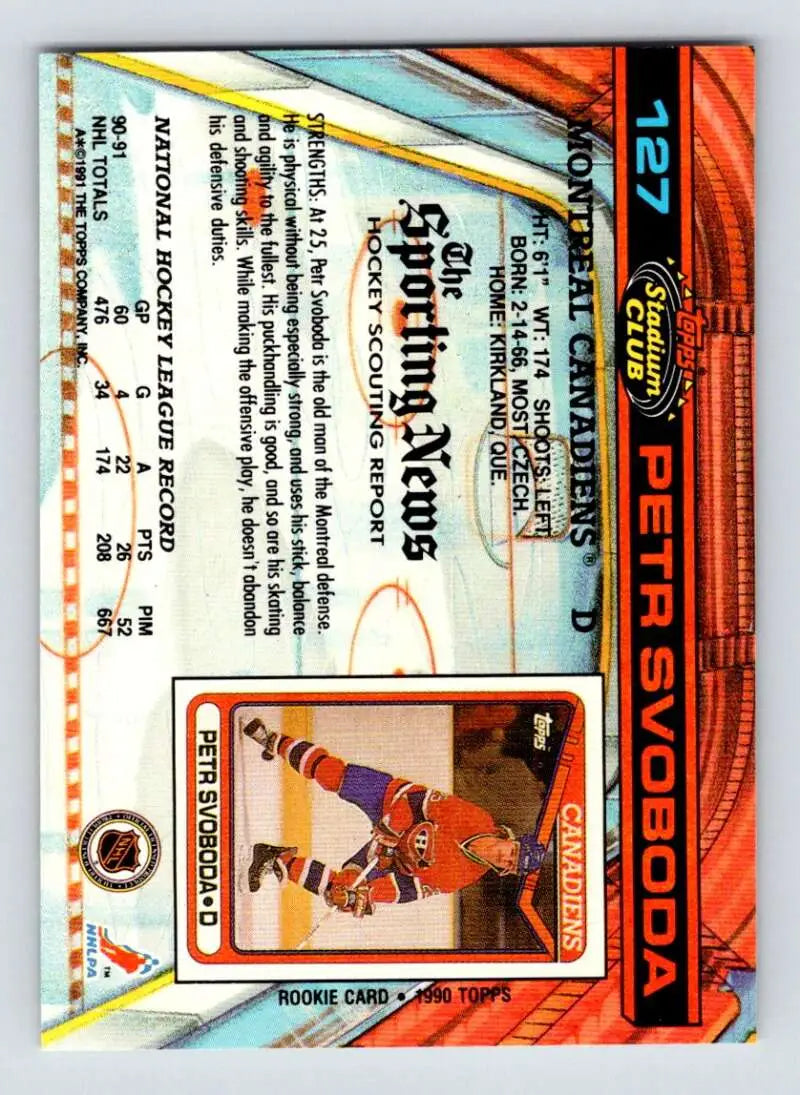 127
TOPPS
Stadium
CLUB
PETR SVOBODA
MONTREAL CANADIENS® D
HT: 6'1" WT: 174 SHOOTS: LEFT
BORN: 2-14-66, MOST, CZECH.
HOME: KIRKLAND, QUE.
The
Sporting News
HOCKEY SCOUTING REPORT
STRENGTHS: At 25, Petr Svoboda is the old man of the Montreal defense.
He is physical without being especially strong, and uses his stick, balance
and agility to the fullest. His puckhandling is good, and so are his skating
and shooting skills. While making the offensive play, he doesn't abandon
his defensive duties.
CANADIENS
TOPPS
PETR SVOBODA•D
ROOKIE CARD • 1990 TOPPS
NATIONAL HOCKEY LEAGUE RECORD
GP G A PTS PIM
90-91 60 4 22 26 52
NHL TOTALS 476 34 174 208 667
A*©1991 THE TOPPS COMPANY, INC.
NHL
NHLPA
™